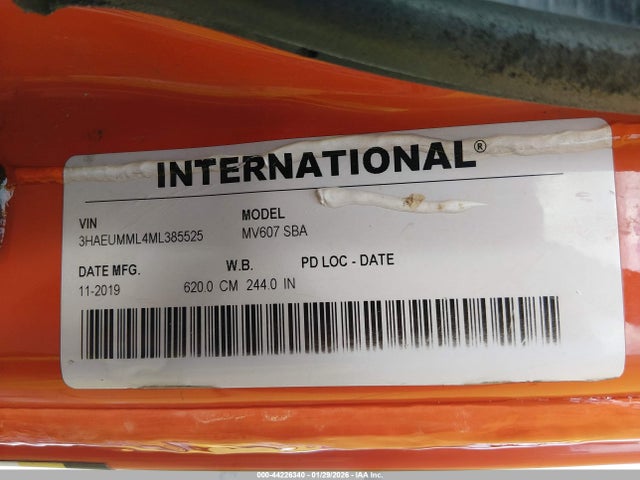 INTERNATIONAL®
VIN MODEL
3HAEUMML4ML385525 MV607 SBA
DATE MFG. W.B. PD LOC - DATE
11-2019 620.0 CM 244.0 IN
000-44226340 - 01/29/2026 - © IAA Inc.